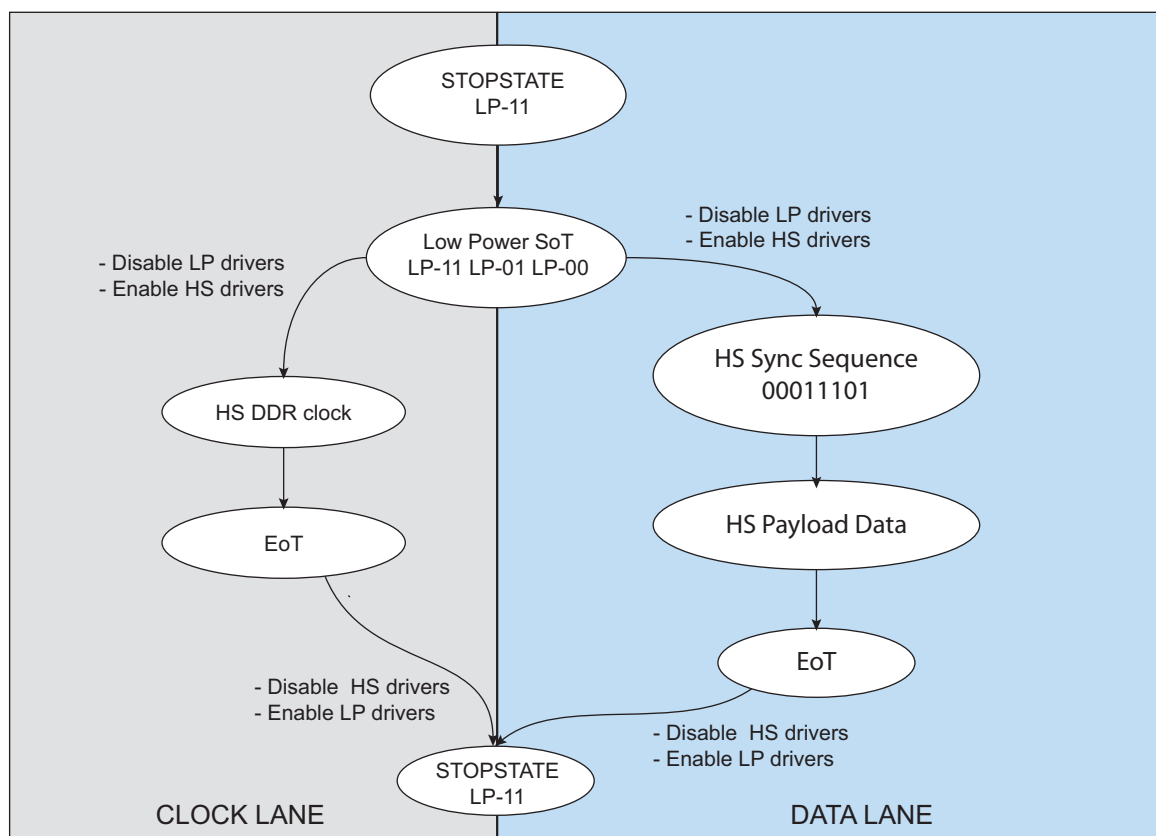 STOPSTATE
LP-11
- Disable LP drivers
- Enable HS drivers
Low Power SoT
LP-11 LP-01 LP-00
- Disable LP drivers
- Enable HS drivers
HS Sync Sequence
00011101
HS DDR clock
HS Payload Data
EoT
EoT
- Disable HS drivers
- Enable LP drivers
- Disable HS drivers
- Enable LP drivers
STOPSTATE
LP-11
CLOCK LANE
DATA LANE